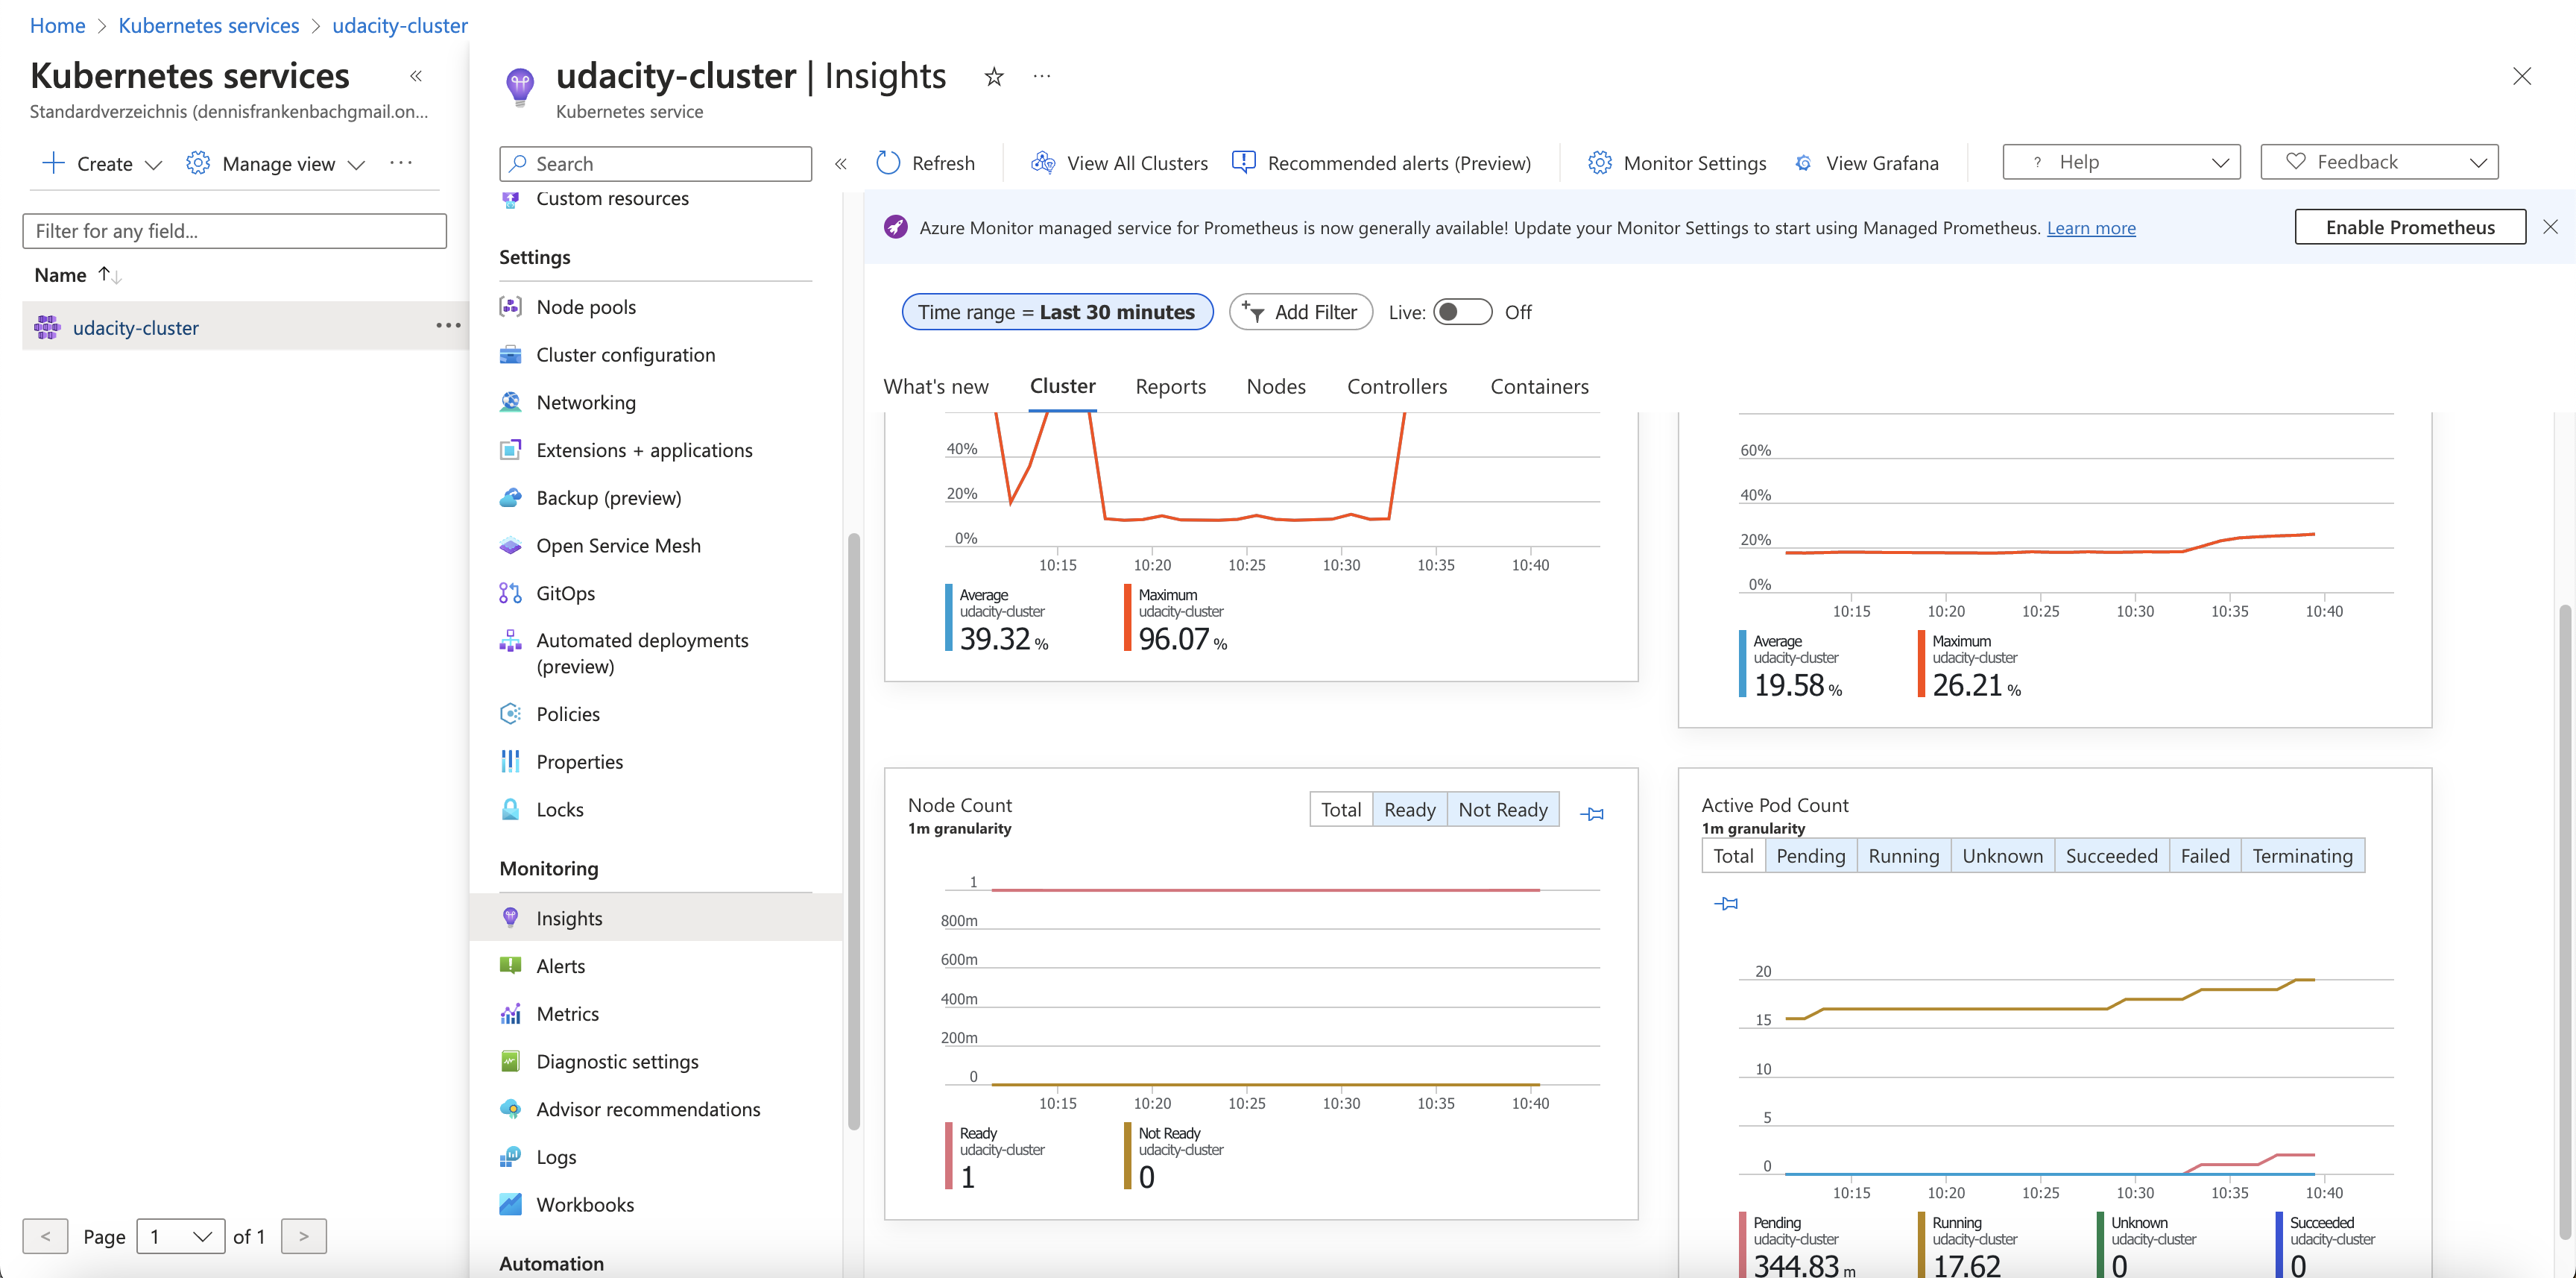 Home > Kubernetes services > udacity-cluster
Kubernetes services «
Standardverzeichnis (dennisfrankenbachgmail.on...
+ Create Manage view ...
Filter for any field...
Name ↑↓
udacity-cluster ...
< Page 1 of 1 >
udacity-cluster | Insights ☆ ...
Kubernetes service
Search «
Custom resources
Settings
Node pools
Cluster configuration
Networking
Extensions + applications
Backup (preview)
Open Service Mesh
GitOps
Automated deployments
(preview)
Policies
Properties
Locks
Monitoring
Insights
Alerts
Metrics
Diagnostic settings
Advisor recommendations
Logs
Workbooks
Automation
Refresh View All Clusters Recommended alerts (Preview) Monitor Settings View Grafana ? Help Feedback
Azure Monitor managed service for Prometheus is now generally available! Update your Monitor Settings to start using Managed Prometheus. Learn more Enable Prometheus
Time range = Last 30 minutes Add Filter Live: Off
What's new Cluster Reports Nodes Controllers Containers
40%
20%
0%
10:15 10:20 10:25 10:30 10:35 10:40
Average Maximum
udacity-cluster udacity-cluster
39.32 % 96.07 %
60%
40%
20%
0%
10:15 10:20 10:25 10:30 10:35 10:40
Average Maximum
udacity-cluster udacity-cluster
19.58 % 26.21 %
Node Count Total Ready Not Ready
1m granularity
1
800m
600m
400m
200m
0
10:15 10:20 10:25 10:30 10:35 10:40
Ready Not Ready
udacity-cluster udacity-cluster
1 0
Active Pod Count
1m granularity
Total Pending Running Unknown Succeeded Failed Terminating
20
15
10
5
0
10:15 10:20 10:25 10:30 10:35 10:40
Pending Running Unknown Succeeded
udacity-cluster udacity-cluster udacity-cluster udacity-cluster
344.83 m 17.62 0 0